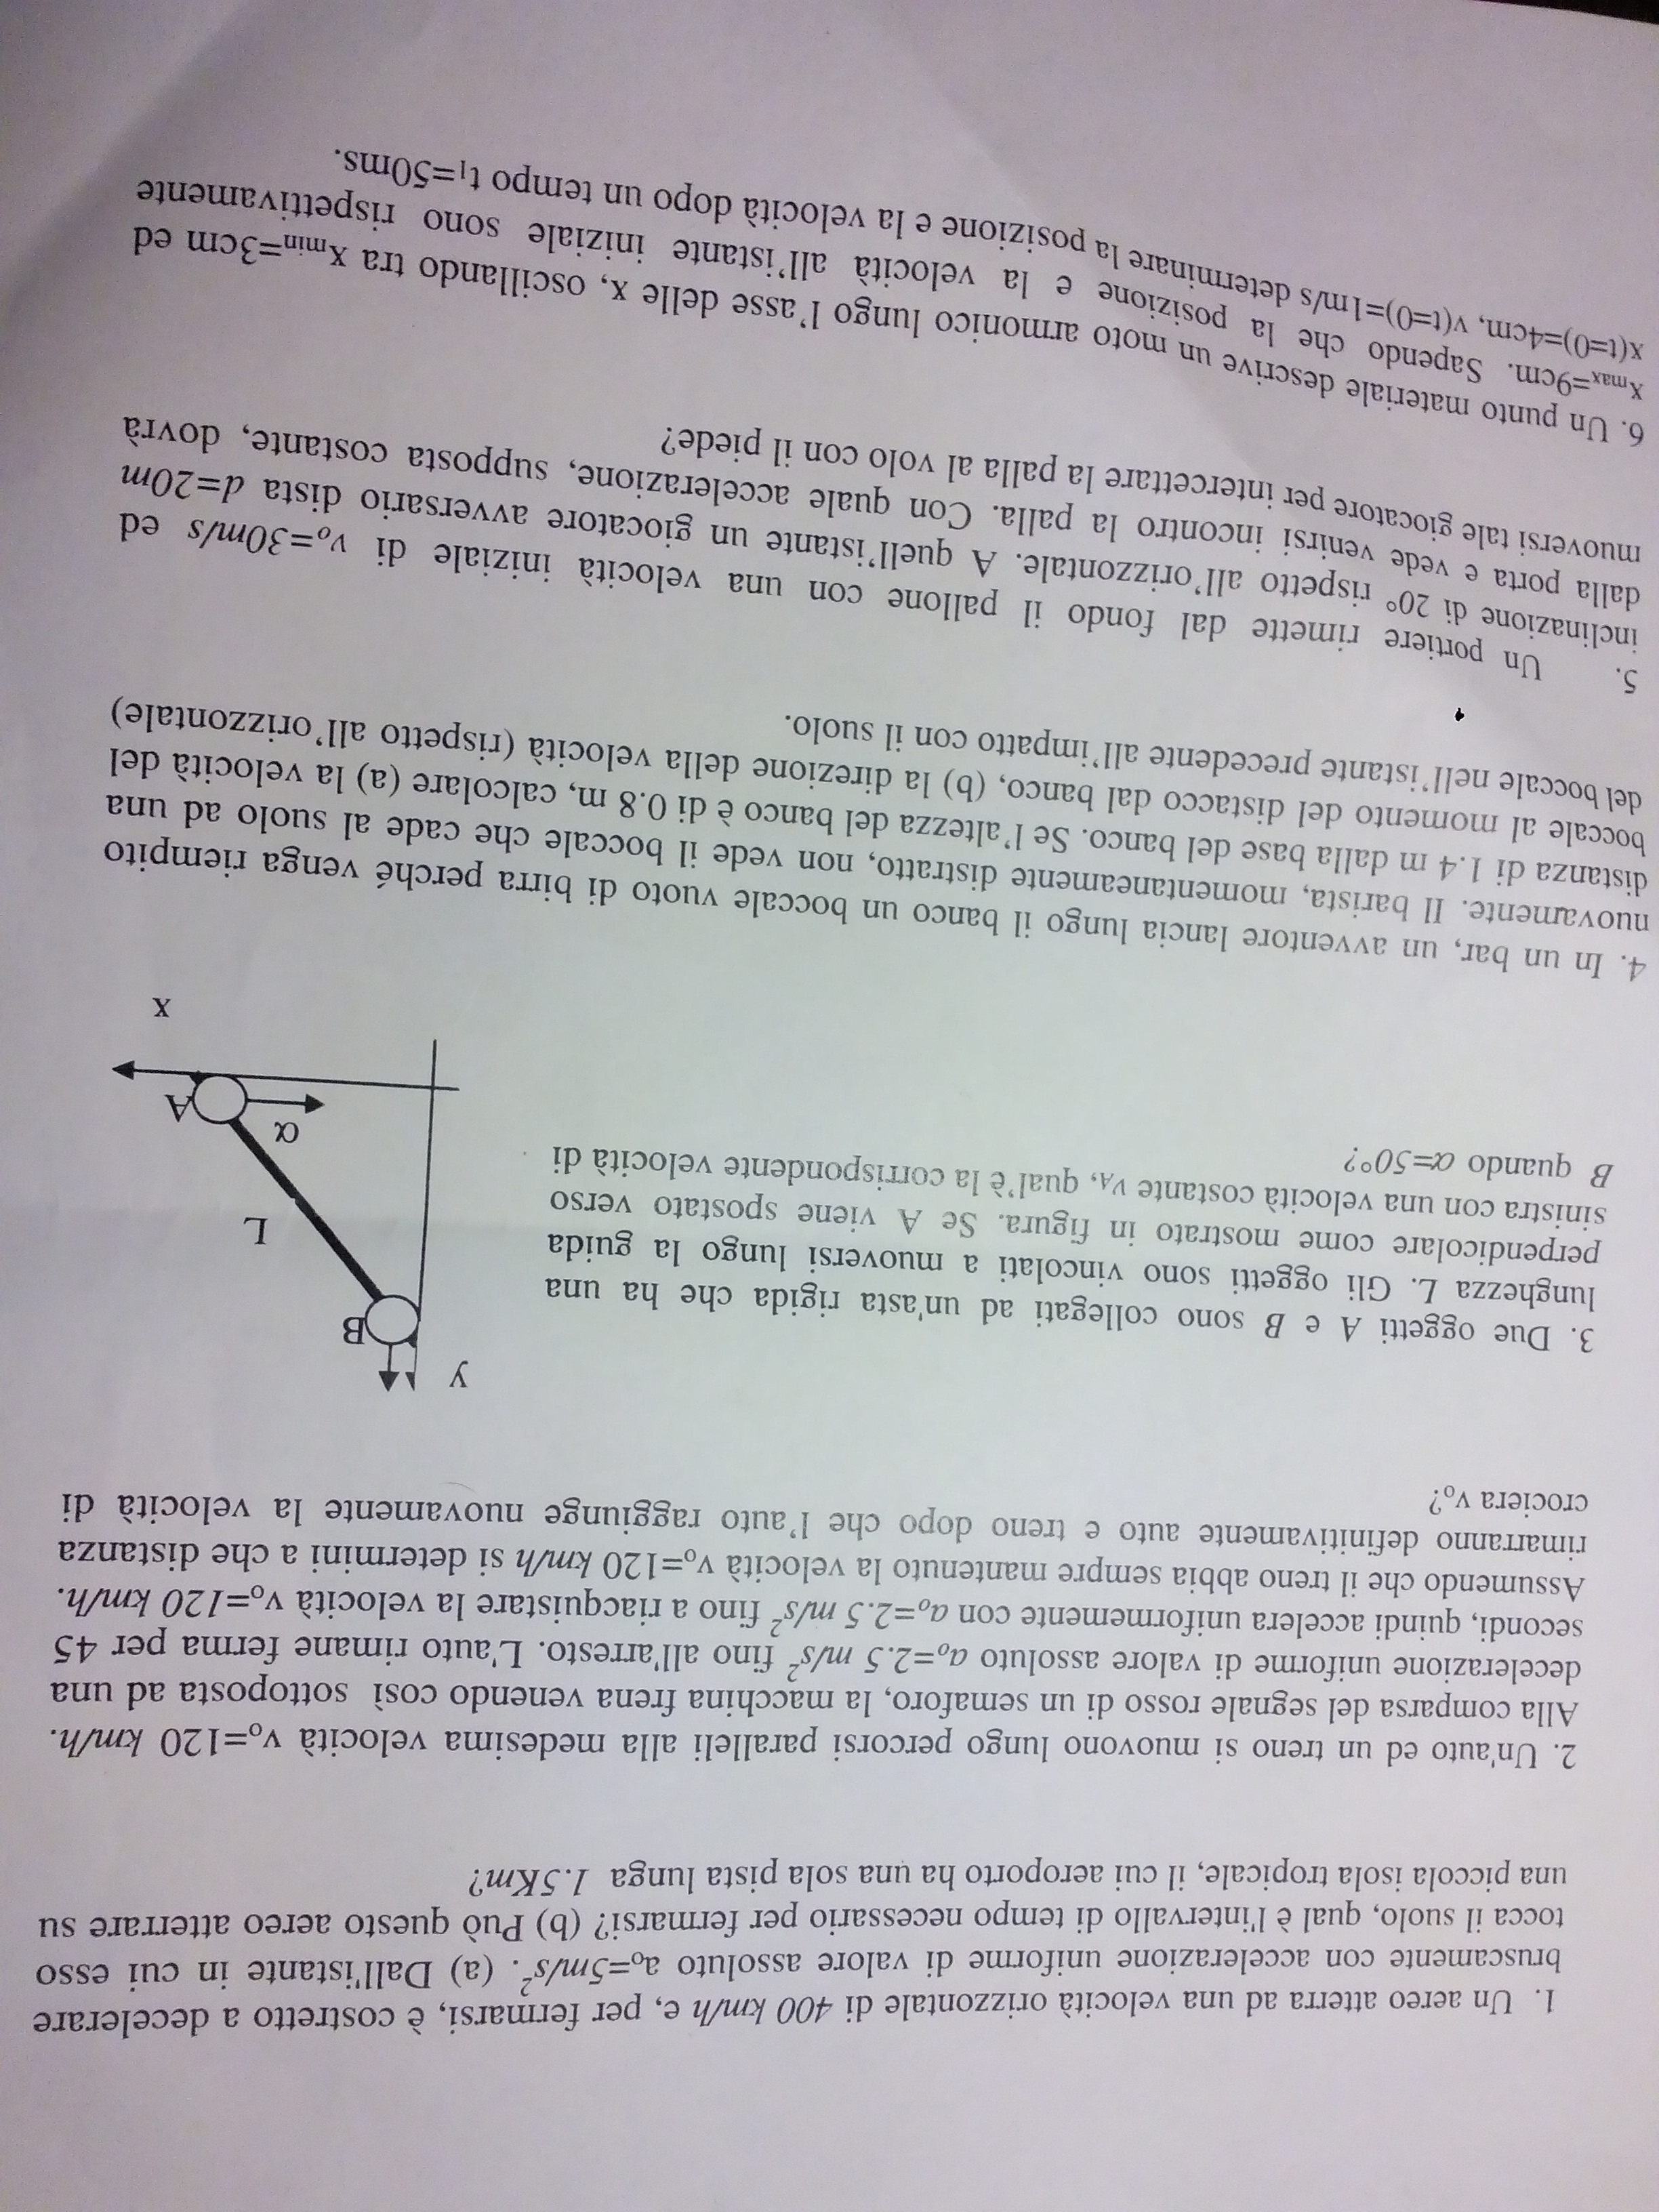 1. Un aereo atterra ad una velocità orizzontale di 400 km/h e, per fermarsi, è costretto a decelerare
bruscamente con accelerazione uniforme di valore assoluto aₒ=5m/s². (a) Dall'istante in cui esso
tocca il suolo, qual è l'intervallo di tempo necessario per fermarsi? (b) Può questo aereo atterrare su
una piccola isola tropicale, il cui aeroporto ha una sola pista lunga 1.5Km?
2. Un'auto ed un treno si muovono lungo percorsi paralleli alla medesima velocità vₒ=120 km/h.
Alla comparsa del segnale rosso di un semaforo, la macchina frena venendo così sottoposta ad una
decelerazione uniforme di valore assoluto aₒ=2.5 m/s² fino all'arresto. L'auto rimane ferma per 45
secondi, quindi accelera uniformemente con aₒ=2.5 m/s² fino a riacquistare la velocità vₒ=120 km/h.
Assumendo che il treno abbia sempre mantenuto la velocità vₒ=120 km/h si determini a che distanza
rimarranno definitivamente auto e treno dopo che l'auto raggiunge nuovamente la velocità di
crociera vₒ?
3. Due oggetti A e B sono collegati ad un'asta rigida che ha una
lunghezza L. Gli oggetti sono vincolati a muoversi lungo la guida
perpendicolare come mostrato in figura. Se A viene spostato verso
sinistra con una velocità costante v_A, qual'è la corrispondente velocità di
B quando α=50°?
y
B
L
α
A
x
4. In un bar, un avventore lancia lungo il banco un boccale vuoto di birra perché venga riempito
nuovamente. Il barista, momentaneamente distratto, non vede il boccale che cade al suolo ad una
distanza di 1.4 m dalla base del banco. Se l'altezza del banco è di 0.8 m, calcolare (a) la velocità del
boccale al momento del distacco dal banco, (b) la direzione della velocità (rispetto all'orizzontale)
del boccale nell'istante precedente all'impatto con il suolo.
5. Un portiere rimette dal fondo il pallone con una velocità iniziale di vₒ=30m/s ed
inclinazione di 20° rispetto all'orizzontale. A quell'istante un giocatore avversario dista d=20m
dalla porta e vede venirsi incontro la palla. Con quale accelerazione, supposta costante, dovrà
muoversi tale giocatore per intercettare la palla al volo con il piede?
6. Un punto materiale descrive un moto armonico lungo l'asse delle x, oscillando tra xₘᵢₙ=3cm ed
xₘₐₓ=9cm. Sapendo che la posizione e la velocità all'istante iniziale sono rispettivamente
x(t=0)=4cm, v(t=0)=1m/s determinare la posizione e la velocità dopo un tempo t₁=50ms.